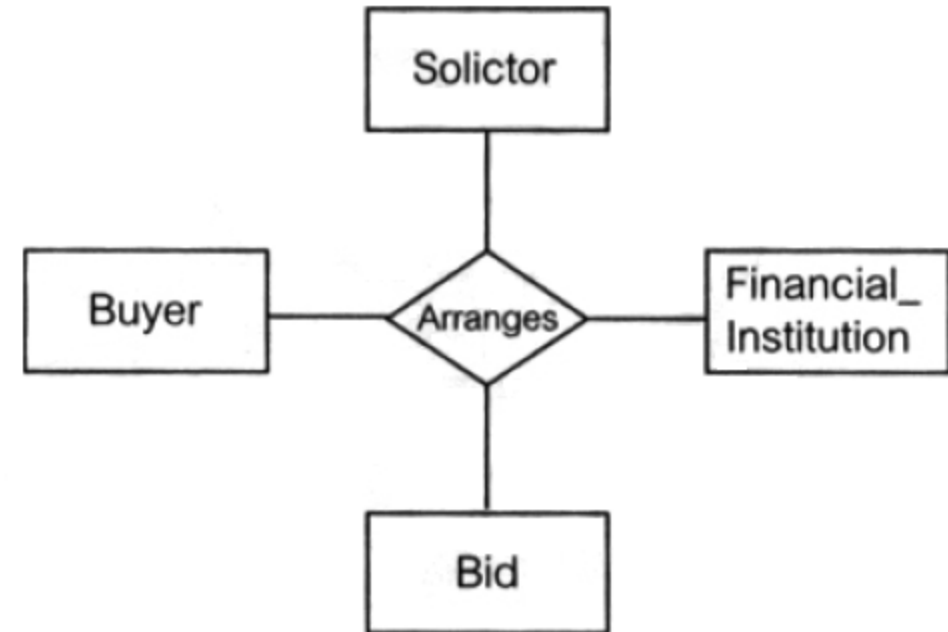 Solictor
Buyer
Arranges
Financial_
Institution
Bid